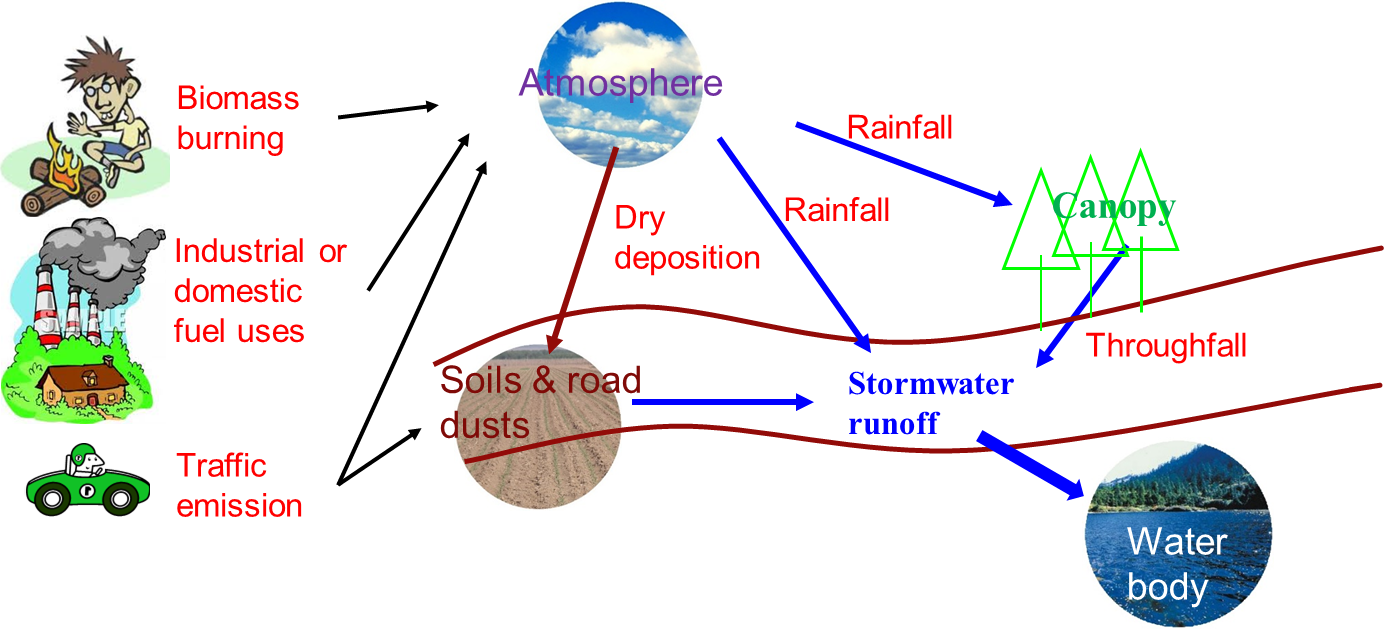 Atmosphere
Biomass
burning
Rainfall
Canopy
Rainfall
Dry
deposition
Industrial or
domestic
fuel uses
SAMPLE
Throughfall
Soils & road
dusts
Stormwater
runoff
Traffic
emission
P
Water
body